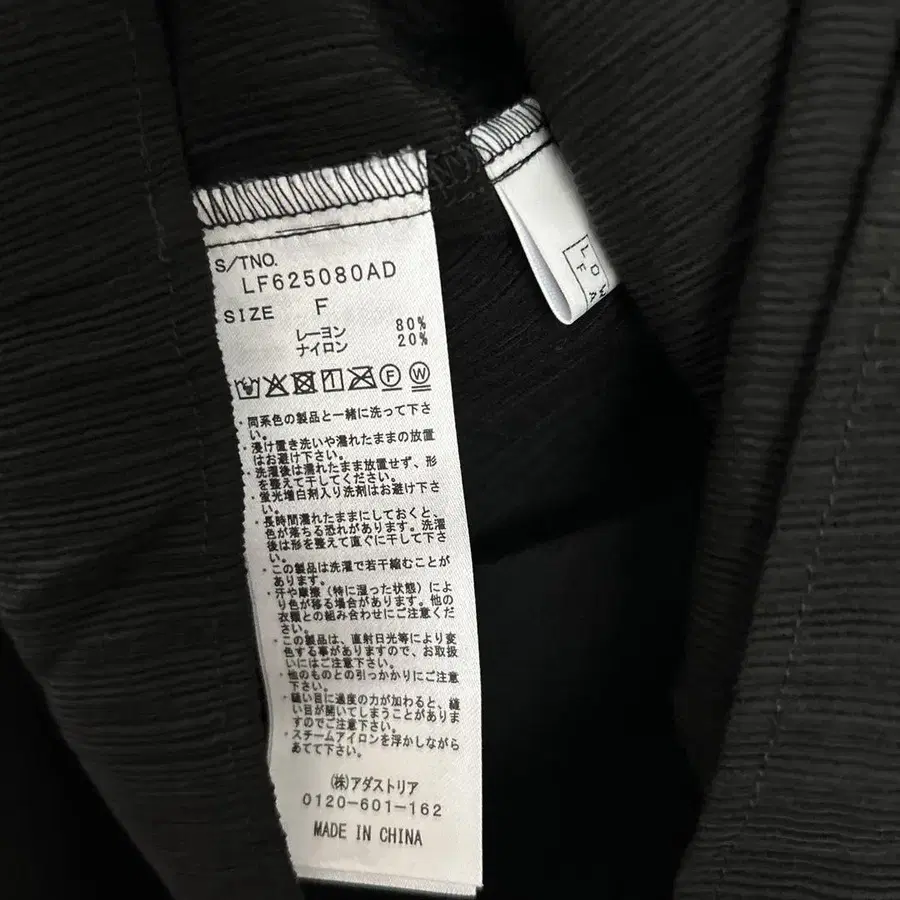 S/TNO.
LF625080AD
SIZE F
レーヨン 80%
ナイロン 20%
F W
・同系色の製品と一緒に洗って下さ
い。
・浸け置き洗いや濡れたままの放置
はお避け下さい。
・洗濯後は濡れたまま放置せず、形
を整えて干してください。
・蛍光増白剤入り洗剤はお避け下さ
い。
・長時間濡れたままにしておくと、
色が落ちる恐れがあります。洗濯
後は形を整えて直ぐに干して下さ
い。
・この製品は洗濯で若干縮むことが
あります。
・汗や摩擦（特に湿った状態）によ
り色が移る場合があります。他の
衣類との組み合わせにご注意くだ
さい。
・この製品は、直射日光等により変
色する事がありますので、お取扱
いにはご注意下さい。
・他のものとの引っかかりにご注意
下さい。
・縫い目に過度の力が加わると、縫
い目が開いてしまうことがありま
すのでご注意下さい。
・スチームアイロンを浮かしながら
あてて下さい。
(株)アダストリア
0120-601-162
MADE IN CHINA
LOW
F A